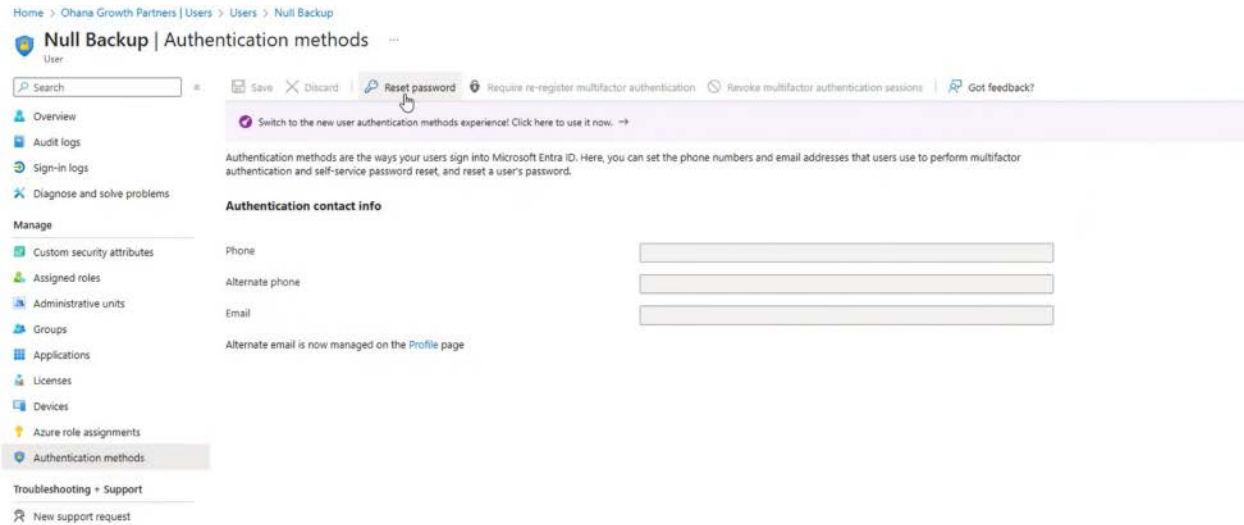 Home > Ohana Growth Partners | Users > Users > Null Backup
Null Backup | Authentication methods ...
User
Search
Save Discard Reset password Require re-register multifactor authentication Revoke multifactor authentication sessions Got feedback?
Switch to the new user authentication methods experience! Click here to use it now. →
Overview
Audit logs
Sign-in logs
Diagnose and solve problems
Manage
Custom security attributes
Assigned roles
Administrative units
Groups
Applications
Licenses
Devices
Azure role assignments
Authentication methods
Troubleshooting + Support
New support request
Authentication methods are the ways your users sign into Microsoft Entra ID. Here, you can set the phone numbers and email addresses that users use to perform multifactor
authentication and self-service password reset, and reset a user's password.
Authentication contact info
Phone
Alternate phone
Email
Alternate email is now managed on the Profile page